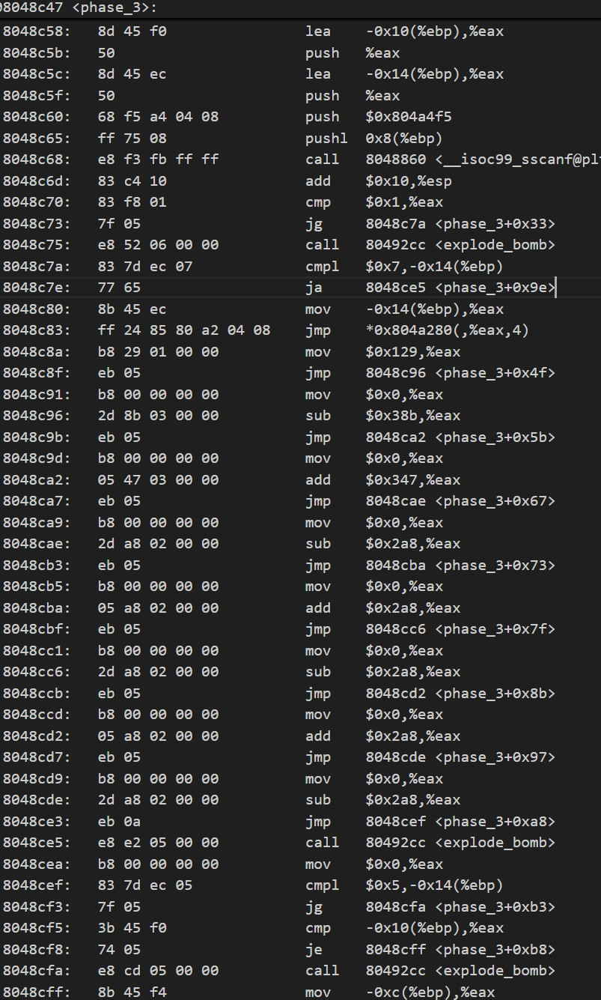 08048c47 <phase_3>:
8048c58: 8d 45 f0 lea -0x10(%ebp),%eax
8048c5b: 50 push %eax
8048c5c: 8d 45 ec lea -0x14(%ebp),%eax
8048c5f: 50 push %eax
8048c60: 68 f5 a4 04 08 push $0x804a4f5
8048c65: ff 75 08 pushl 0x8(%ebp)
8048c68: e8 f3 fb ff ff call 8048860 <__isoc99_sscanf@plt
8048c6d: 83 c4 10 add $0x10,%esp
8048c70: 83 f8 01 cmp $0x1,%eax
8048c73: 7f 05 jg 8048c7a <phase_3+0x33>
8048c75: e8 52 06 00 00 call 80492cc <explode_bomb>
8048c7a: 83 7d ec 07 cmpl $0x7,-0x14(%ebp)
8048c7e: 77 65 ja 8048ce5 <phase_3+0x9e>
8048c80: 8b 45 ec mov -0x14(%ebp),%eax
8048c83: ff 24 85 80 a2 04 08 jmp *0x804a280(,%eax,4)
8048c8a: b8 29 01 00 00 mov $0x129,%eax
8048c8f: eb 05 jmp 8048c96 <phase_3+0x4f>
8048c91: b8 00 00 00 00 mov $0x0,%eax
8048c96: 2d 8b 03 00 00 sub $0x38b,%eax
8048c9b: eb 05 jmp 8048ca2 <phase_3+0x5b>
8048c9d: b8 00 00 00 00 mov $0x0,%eax
8048ca2: 05 47 03 00 00 add $0x347,%eax
8048ca7: eb 05 jmp 8048cae <phase_3+0x67>
8048ca9: b8 00 00 00 00 mov $0x0,%eax
8048cae: 2d a8 02 00 00 sub $0x2a8,%eax
8048cb3: eb 05 jmp 8048cba <phase_3+0x73>
8048cb5: b8 00 00 00 00 mov $0x0,%eax
8048cba: 05 a8 02 00 00 add $0x2a8,%eax
8048cbf: eb 05 jmp 8048cc6 <phase_3+0x7f>
8048cc1: b8 00 00 00 00 mov $0x0,%eax
8048cc6: 2d a8 02 00 00 sub $0x2a8,%eax
8048ccb: eb 05 jmp 8048cd2 <phase_3+0x8b>
8048ccd: b8 00 00 00 00 mov $0x0,%eax
8048cd2: 05 a8 02 00 00 add $0x2a8,%eax
8048cd7: eb 05 jmp 8048cde <phase_3+0x97>
8048cd9: b8 00 00 00 00 mov $0x0,%eax
8048cde: 2d a8 02 00 00 sub $0x2a8,%eax
8048ce3: eb 0a jmp 8048cef <phase_3+0xa8>
8048ce5: e8 e2 05 00 00 call 80492cc <explode_bomb>
8048cea: b8 00 00 00 00 mov $0x0,%eax
8048cef: 83 7d ec 05 cmpl $0x5,-0x14(%ebp)
8048cf3: 7f 05 jg 8048cfa <phase_3+0xb3>
8048cf5: 3b 45 f0 cmp -0x10(%ebp),%eax
8048cf8: 74 05 je 8048cff <phase_3+0xb8>
8048cfa: e8 cd 05 00 00 call 80492cc <explode_bomb>
8048cff: 8b 45 f4 mov -0xc(%ebp),%eax